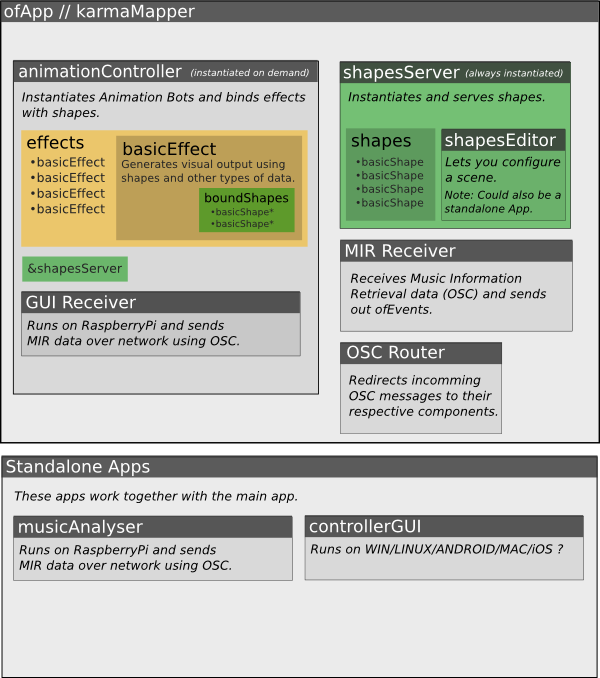 ofApp // karmaMapper
animationController (instantiated on demand)
Instantiates Animation Bots and binds effects
with shapes.
effects
•basicEffect
•basicEffect
•basicEffect
•basicEffect
basicEffect
Generates visual output using
shapes and other types of data.
boundShapes
•basicShape*
•basicShape*
&shapesServer
GUI Receiver
Runs on RaspberryPi and sends
MIR data over network using OSC.
shapesServer (always instantiated)
Instantiates and serves shapes.
shapes
•basicShape
•basicShape
•basicShape
•basicShape
shapesEditor
Lets you configure
a scene.
Note: Could also be a
standalone App.
MIR Receiver
Receives Music Information
Retrieval data (OSC) and sends
out ofEvents.
OSC Router
Redirects incomming
OSC messages to their
respective components.
Standalone Apps
These apps work together with the main app.
musicAnalyser
Runs on RaspberryPi and sends
MIR data over network using OSC.
controllerGUI
Runs on WIN/LINUX/ANDROID/MAC/iOS ?